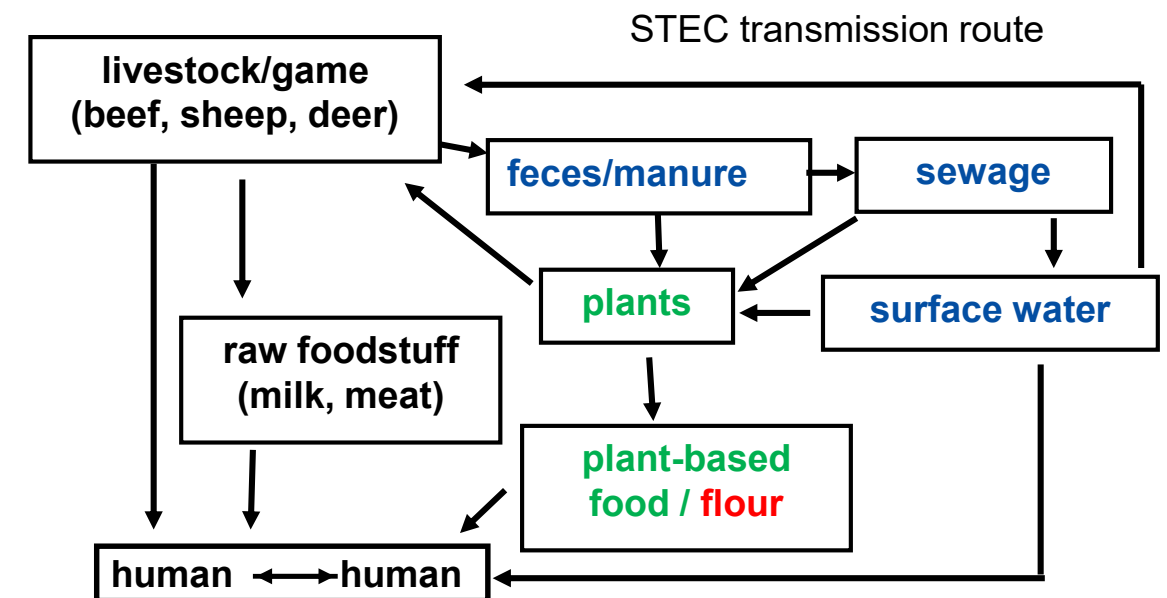 STEC transmission route
livestock/game
(beef, sheep, deer)
feces/manure
sewage
plants
surface water
raw foodstuff
(milk, meat)
plant-based
food / flour
human human